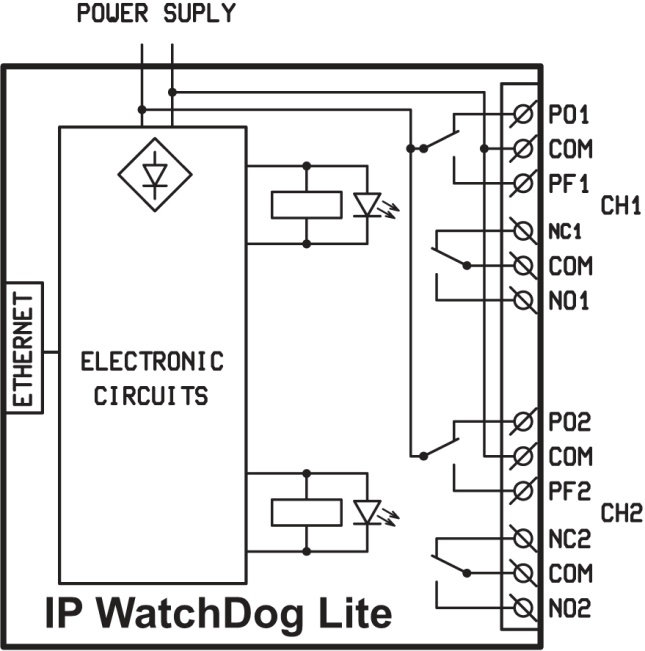 POWER SUPLY
PO1
COM
PF1
CH1
NC1
COM
NO1
ETHERNET
ELECTRONIC
CIRCUITS
PO2
COM
PF2
CH2
NC2
COM
NO2
IP WatchDog Lite